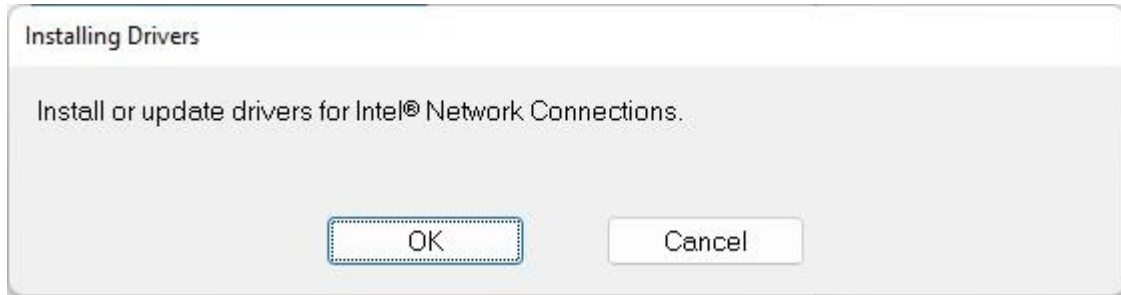 Installing Drivers
Install or update drivers for Intel® Network Connections.
OK
Cancel